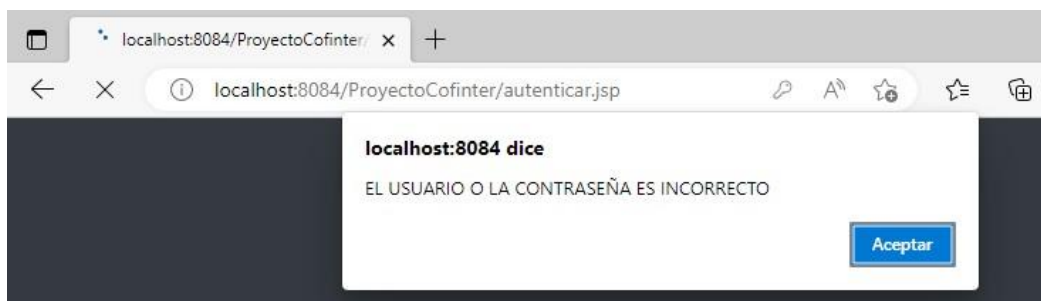 localhost:8084/ProyectoCofinter/
localhost:8084/ProyectoCofinter/autenticar.jsp
localhost:8084 dice
EL USUARIO O LA CONTRASEÑA ES INCORRECTO
Aceptar